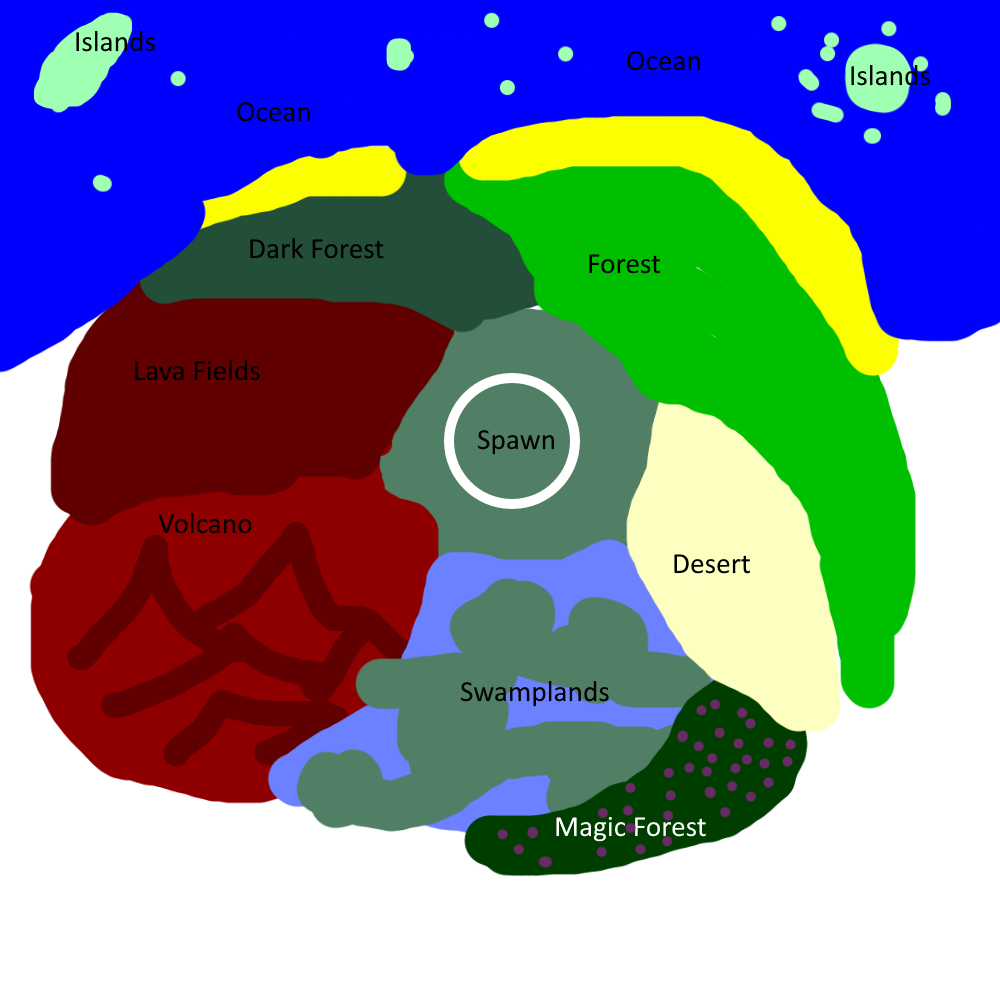 Islands
Ocean
Islands
Ocean
Dark Forest
Forest
Lava Fields
Spawn
Volcano
Desert
Swamplands
Magic Forest